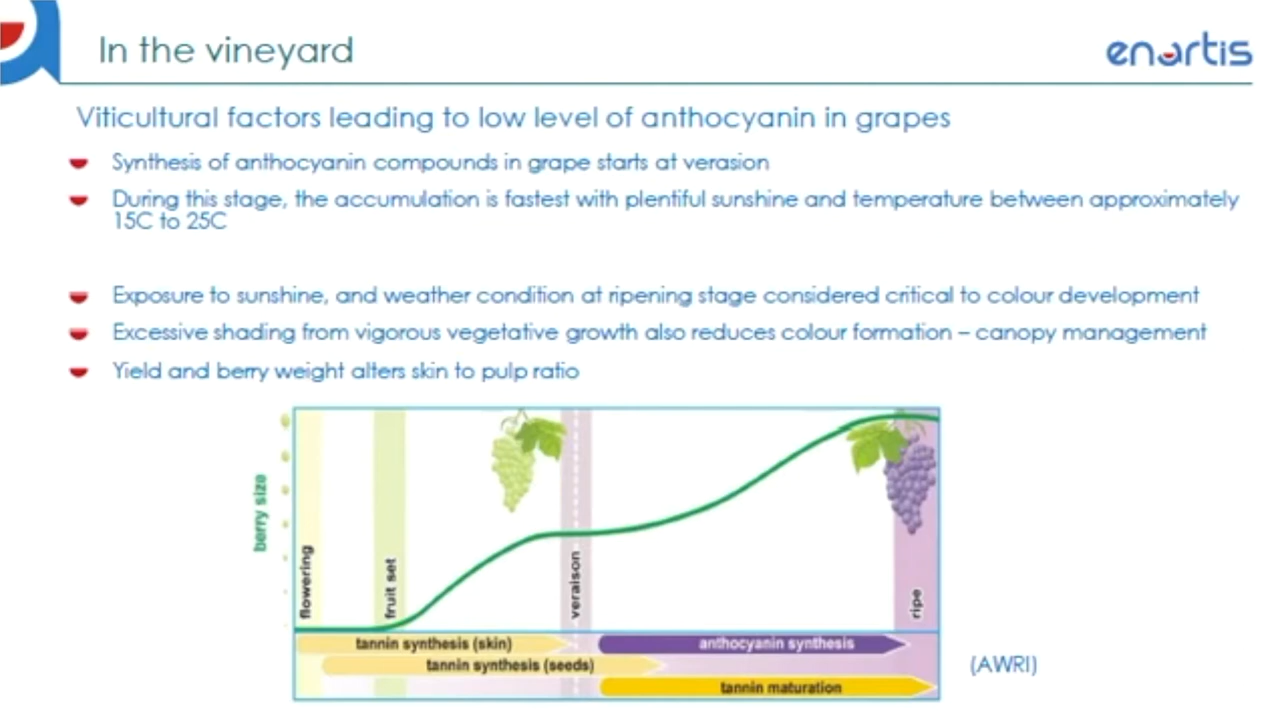 In the vineyard
enartis
Viticultural factors leading to low level of anthocyanin in grapes
Synthesis of anthocyanin compounds in grape starts at verasion
During this stage, the accumulation is fastest with plentiful sunshine and temperature between approximately
15C to 25C
Exposure to sunshine, and weather condition at ripening stage considered critical to colour development
Excessive shading from vigorous vegetative growth also reduces colour formation – canopy management
Yield and berry weight alters skin to pulp ratio
berry size
flowering
fruit set
veraison
ripe
tannin synthesis (skin)
anthocyanin synthesis
tannin synthesis (seeds)
tannin maturation
(AWRI)